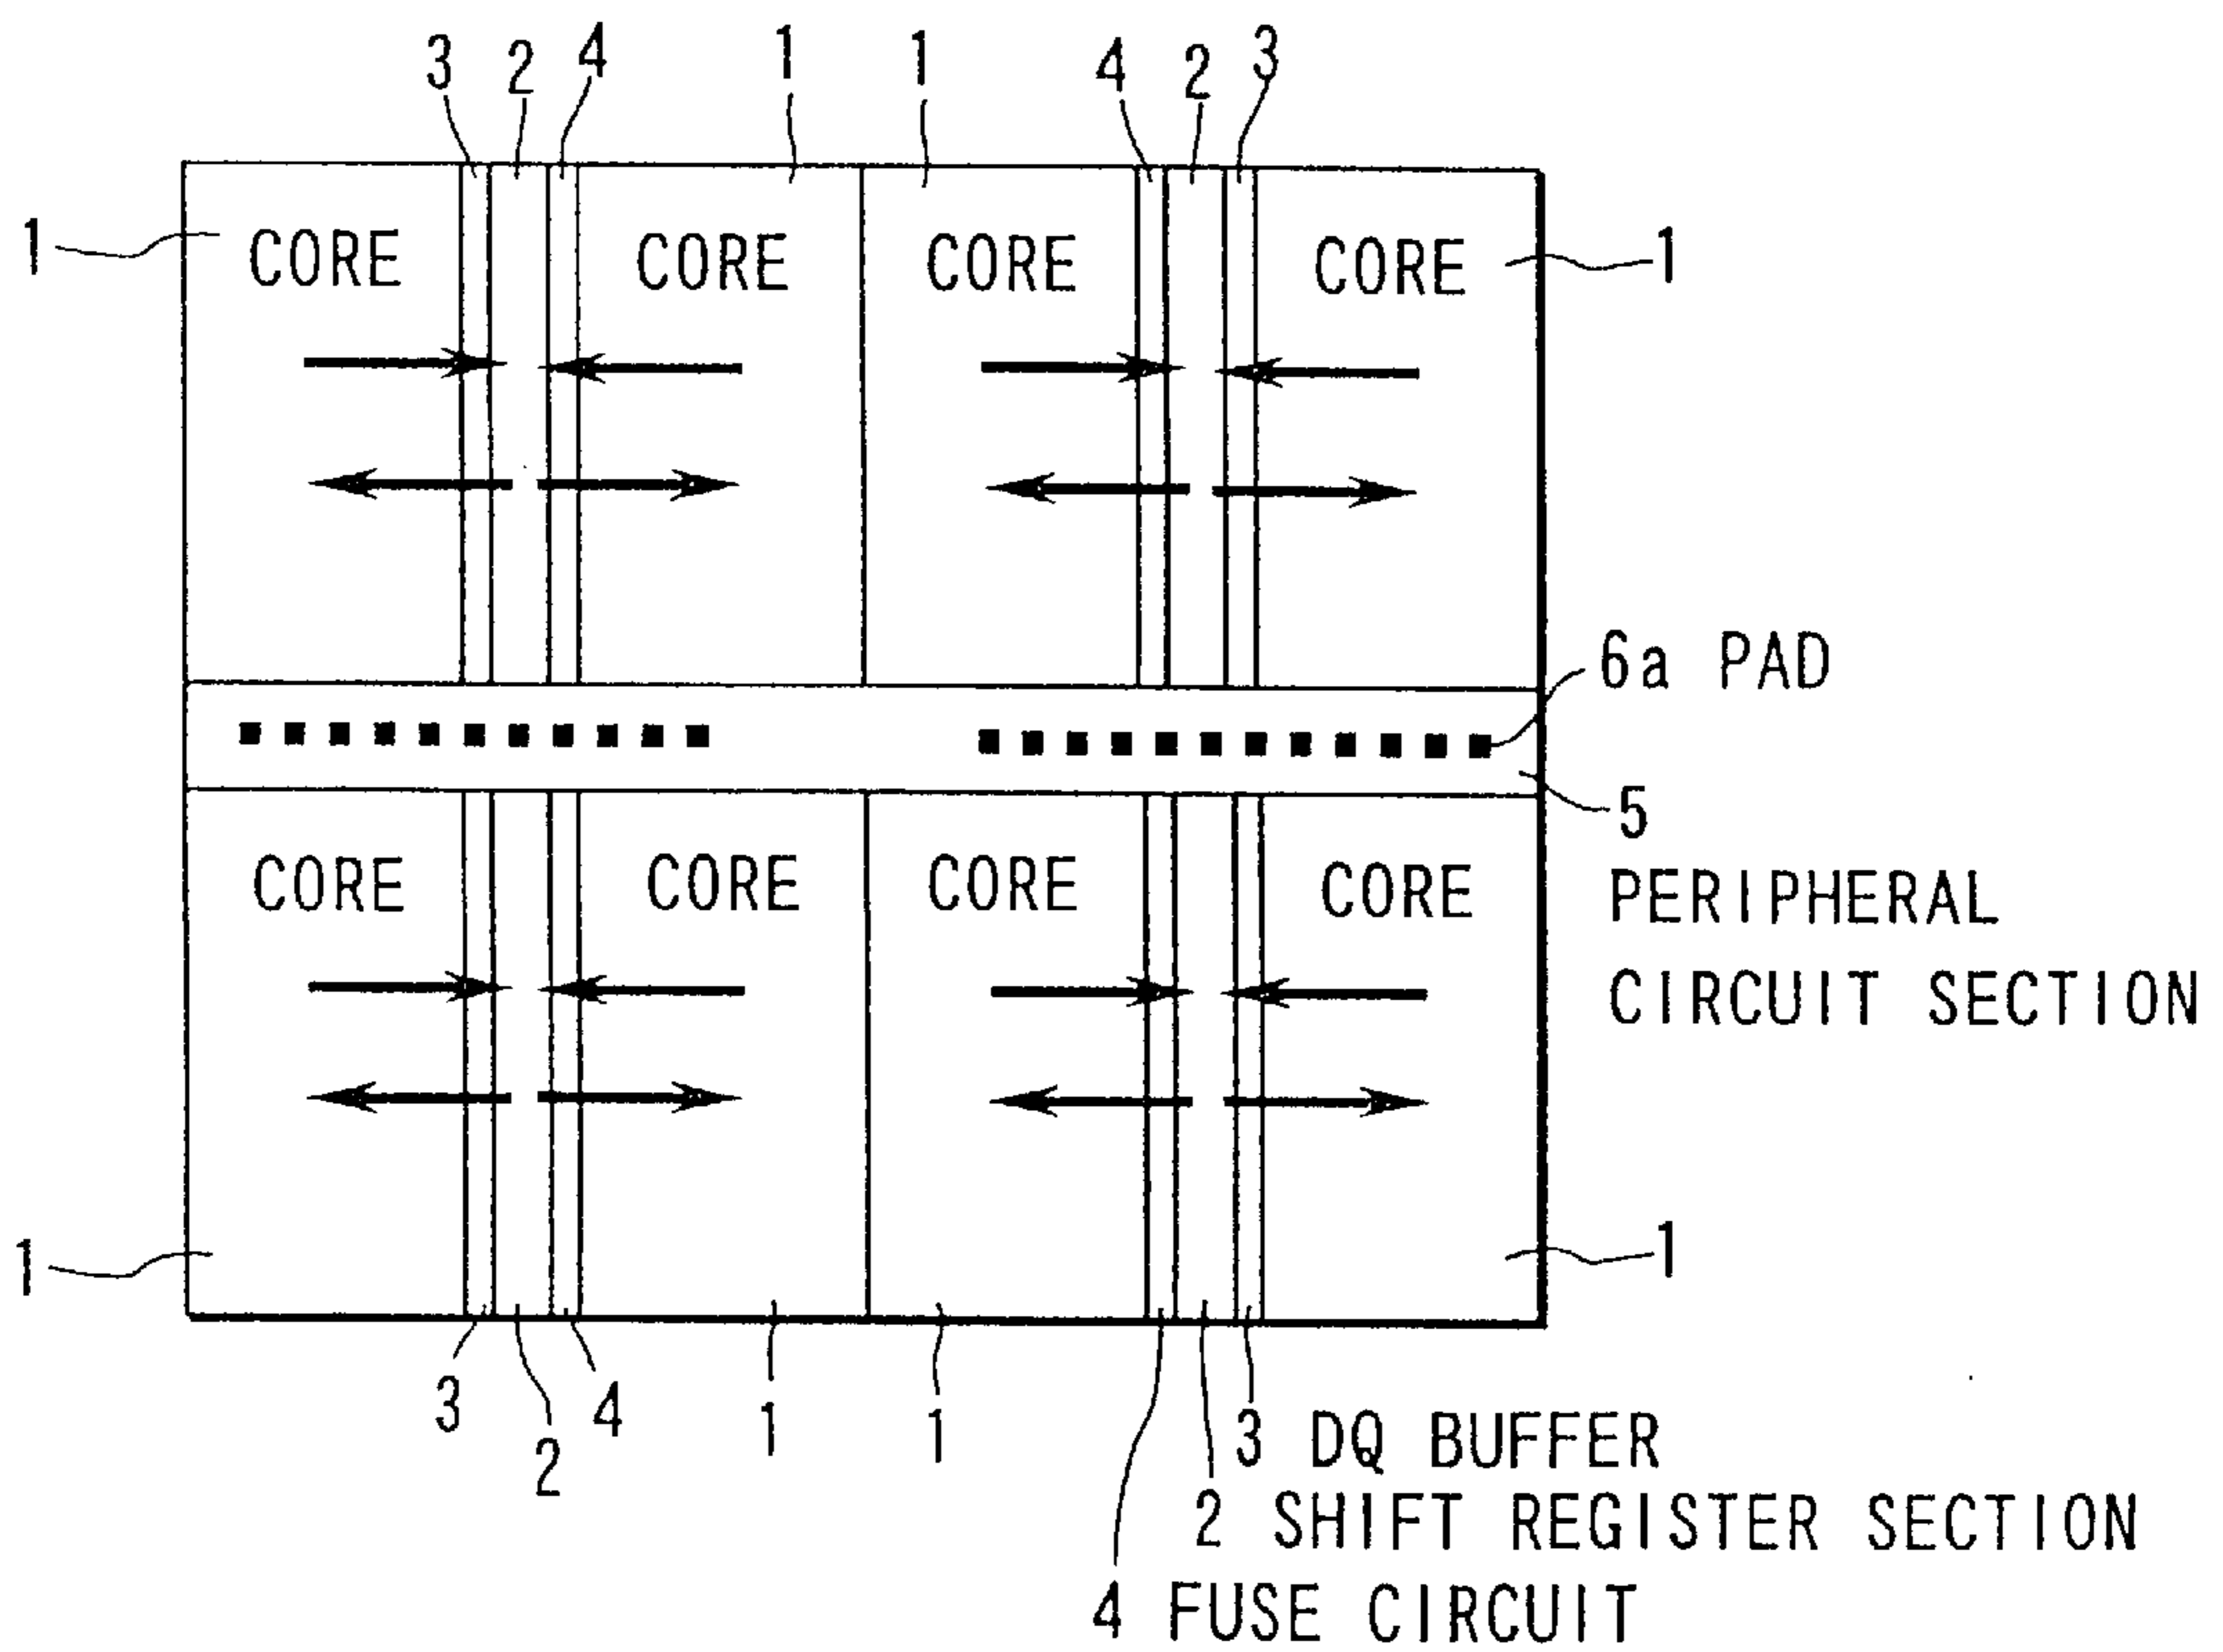 3 2 4 1 1 4 2 3
1 CORE CORE CORE CORE 1
6a PAD
5
CORE CORE CORE CORE
PERIPHERAL
CIRCUIT SECTION
1 1
3 2 4 1 1
3 DQ BUFFER
2 SHIFT REGISTER SECTION
4 FUSE CIRCUIT